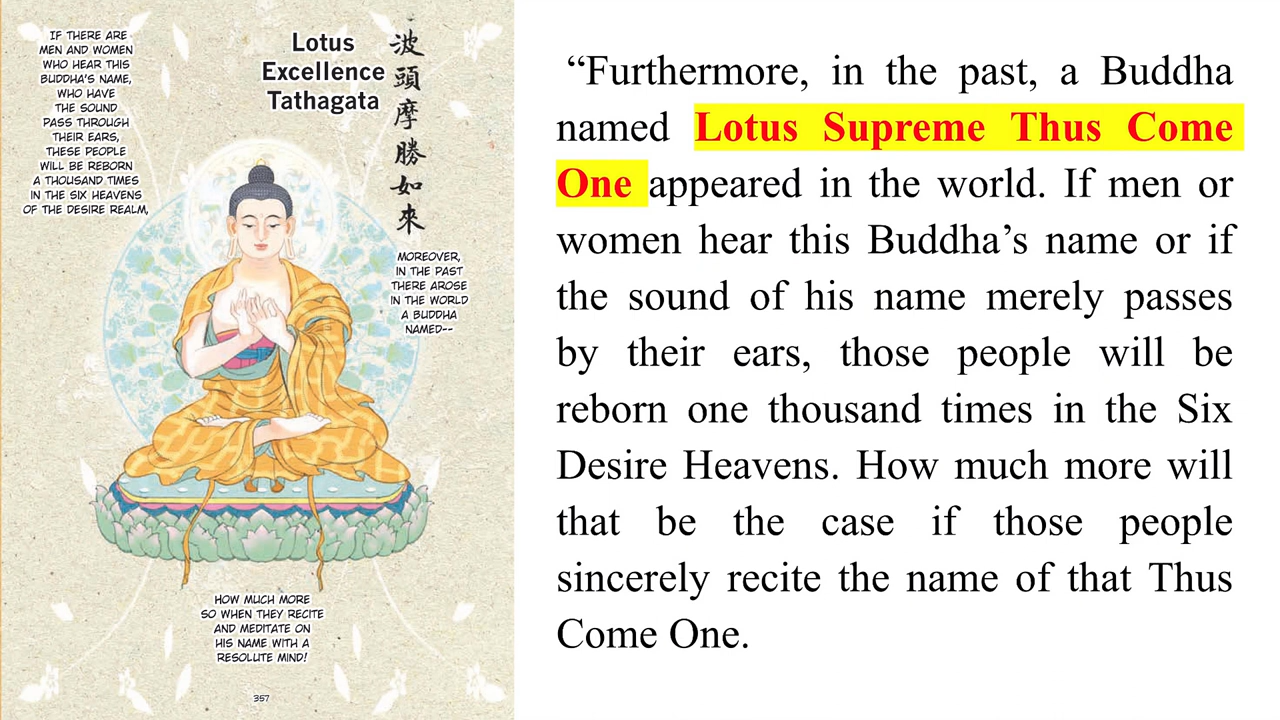 IF THERE ARE
MEN AND WOMEN
WHO HEAR THIS
BUDDHA'S NAME,
WHO HAVE
THE SOUND
PASS THROUGH
THEIR EARS,
THESE PEOPLE
WILL BE REBORN
A THOUSAND TIMES
IN THE SIX HEAVENS
OF THE DESIRE REALM,
Lotus
Excellence
Tathagata
波頭摩勝如來
MOREOVER,
IN THE PAST
THERE AROSE
IN THE WORLD
A BUDDHA
NAMED--
HOW MUCH MORE
SO WHEN THEY RECITE
AND MEDITATE ON
HIS NAME WITH A
RESOLUTE MIND!
357
“Furthermore, in the past, a Buddha
named Lotus Supreme Thus Come
One appeared in the world. If men or
women hear this Buddha’s name or if
the sound of his name merely passes
by their ears, those people will be
reborn one thousand times in the Six
Desire Heavens. How much more will
that be the case if those people
sincerely recite the name of that Thus
Come One.